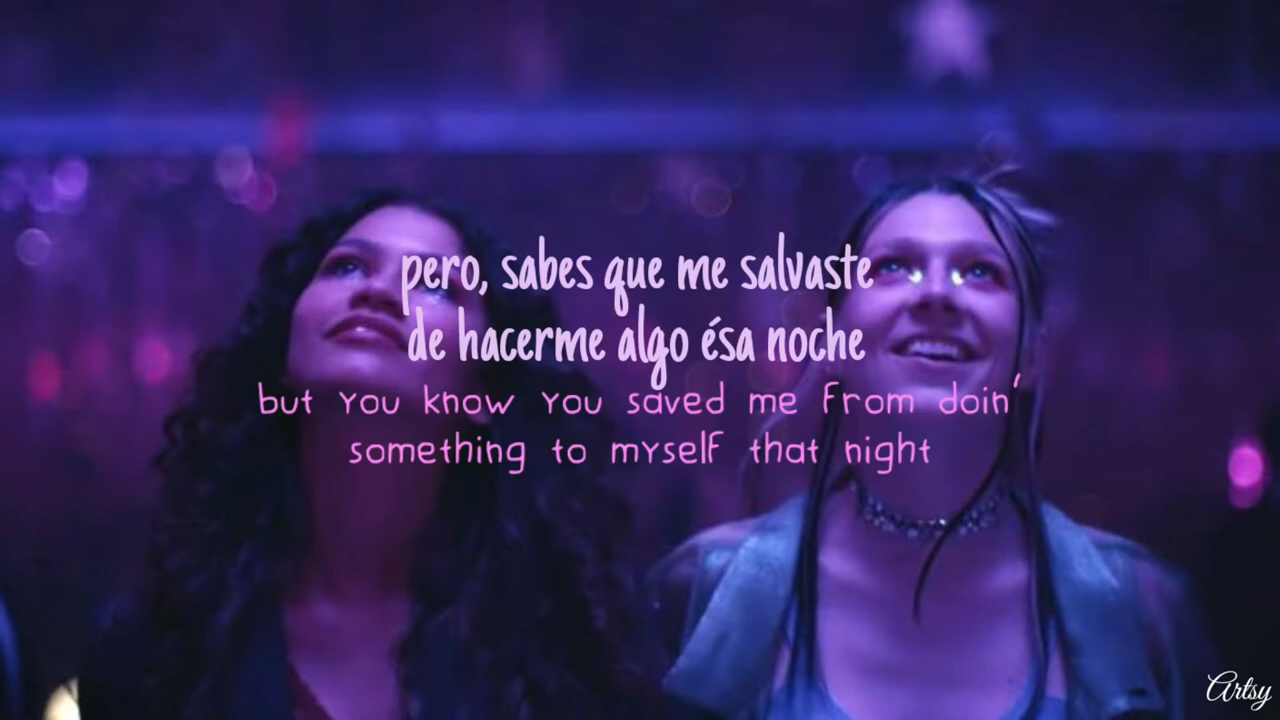 pero, sabes que me salvaste
de hacerme algo ésa noche
but you know you saved me from doin'
something to myself that night
Artsy